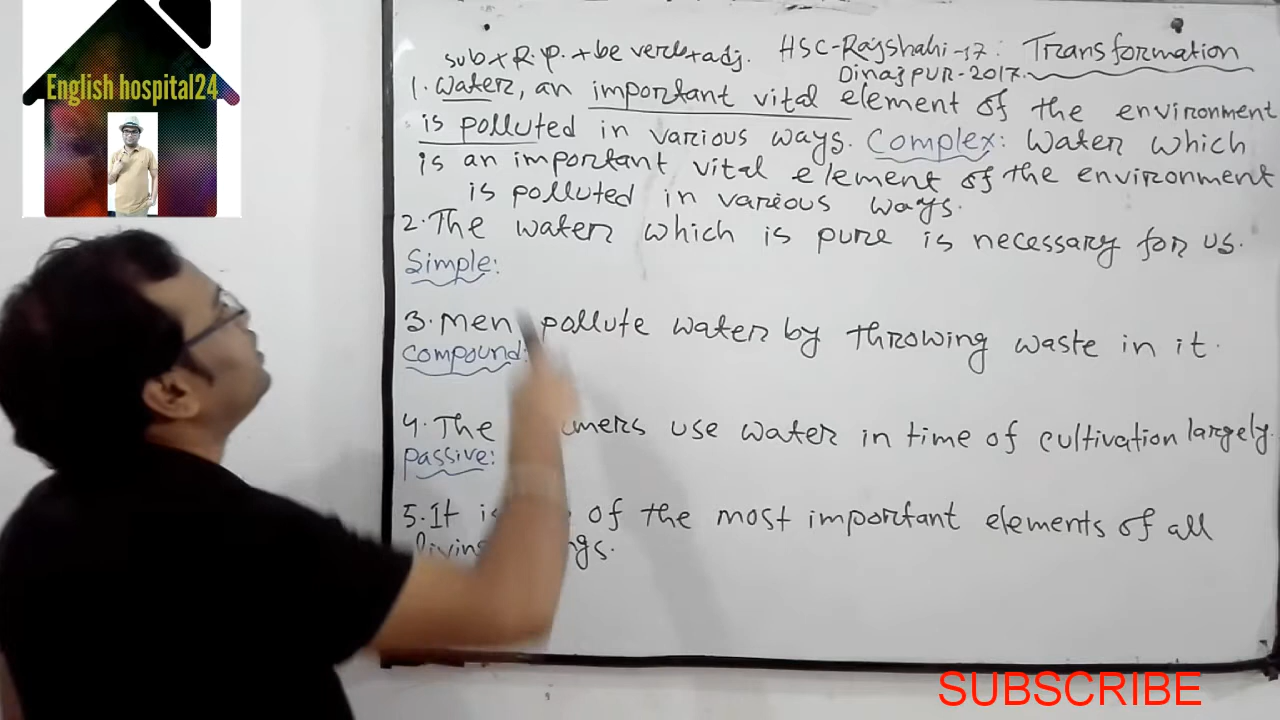 English hospital24
sub + R.P. + be verb + adj. HSC-Rajshahi-17: Transformation
Dinajpur-2017.
1. Water, an important vital element of the environment
is polluted in various ways. Complex: Water which
is an important vital element of the environment
is polluted in various ways.
2. The water which is pure is necessary for us.
Simple:
3. Men pollute water by throwing waste in it.
Compound:
4. The use water in time of cultivation largely.
Passive:
5. It of the most important elements of all
SUBSCRIBE